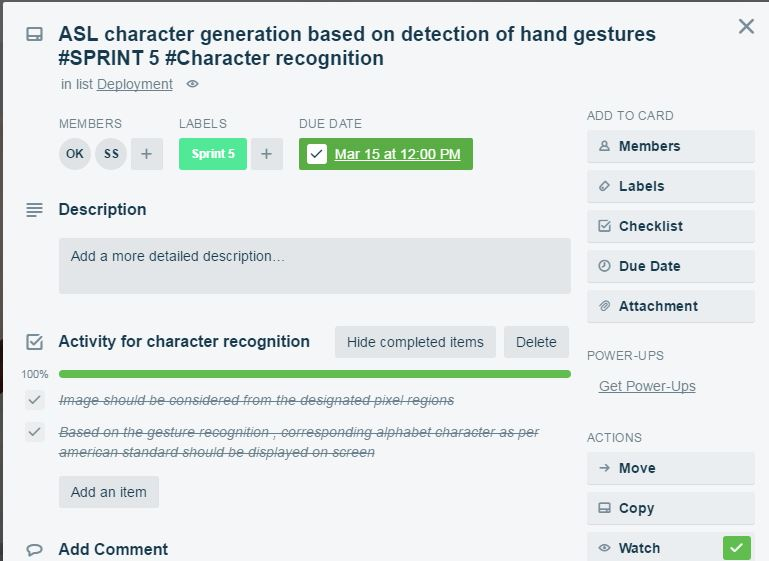 ASL character generation based on detection of hand gestures
#SPRINT 5 #Character recognition
in list Deployment
MEMBERS
OK SS +
LABELS
Sprint 5 +
DUE DATE
Mar 15 at 12:00 PM
Description
Add a more detailed description…
Activity for character recognition
Hide completed items
Delete
100%
Image should be considered from the designated pixel regions
Based on the gesture recognition , corresponding alphabet character as per
american standard should be displayed on screen
Add an item
Add Comment
ADD TO CARD
Members
Labels
Checklist
Due Date
Attachment
POWER-UPS
Get Power-Ups
ACTIONS
Move
Copy
Watch